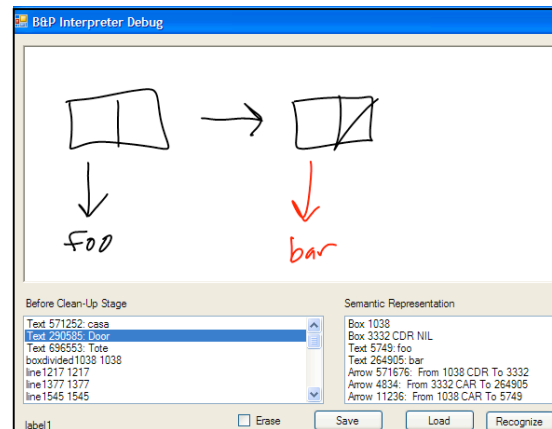 B&P Interpreter Debug
foo
bar
Before Clean-Up Stage
Text 571252: casa
Text 290585: Door
Text 696553: Tote
boxdivided1038 1038
line1217 1217
line1377 1377
line1545 1545
Semantic Representation
Box 1038
Box 3332 CDR NIL
Text 5749: foo
Text 264905: bar
Arrow 571676:  From 1038 CDR To 3332
Arrow 4834:  From 3332 CAR To 264905
Arrow 11236:  From 1038 CAR To 5749
label1
Erase
Save
Load
Recognize